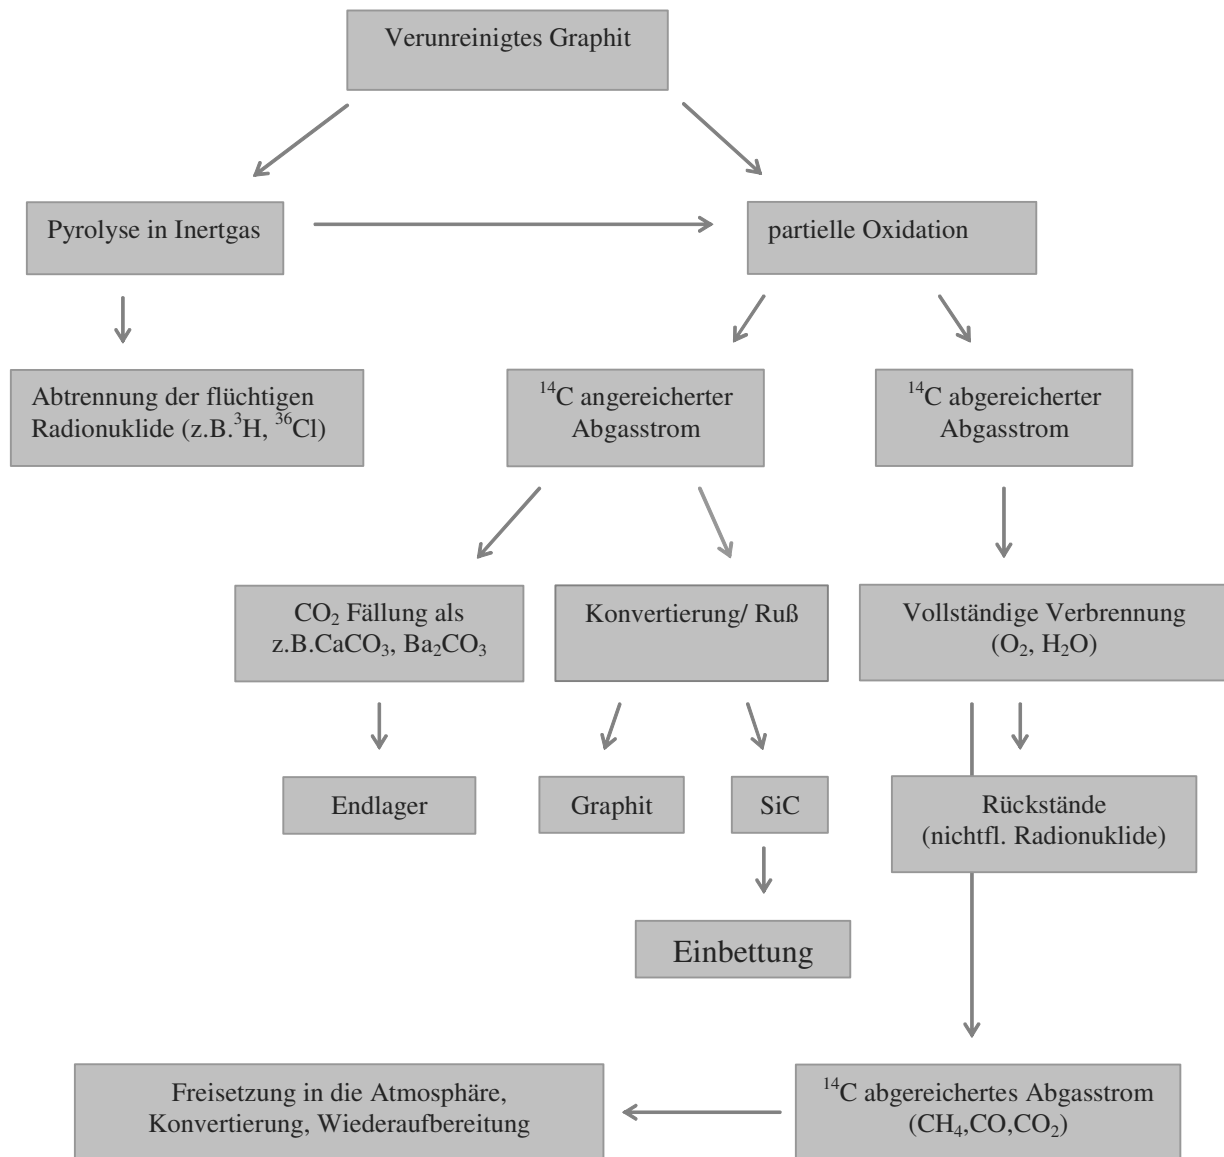 Verunreinigtes Graphit
Pyrolyse in Inertgas
partielle Oxidation
Abtrennung der flüchtigen
Radionuklide (z.B.³H, ³⁶Cl)
¹⁴C angereicherter
Abgasstrom
¹⁴C abgereicherter
Abgasstrom
CO₂ Fällung als
z.B.CaCO₃, Ba₂CO₃
Konvertierung/ Ruß
Vollständige Verbrennung
(O₂, H₂O)
Endlager
Graphit
SiC
Rückstände
(nichtfl. Radionuklide)
Einbettung
Freisetzung in die Atmosphäre,
Konvertierung, Wiederaufbereitung
¹⁴C abgereichertes Abgasstrom
(CH₄,CO,CO₂)